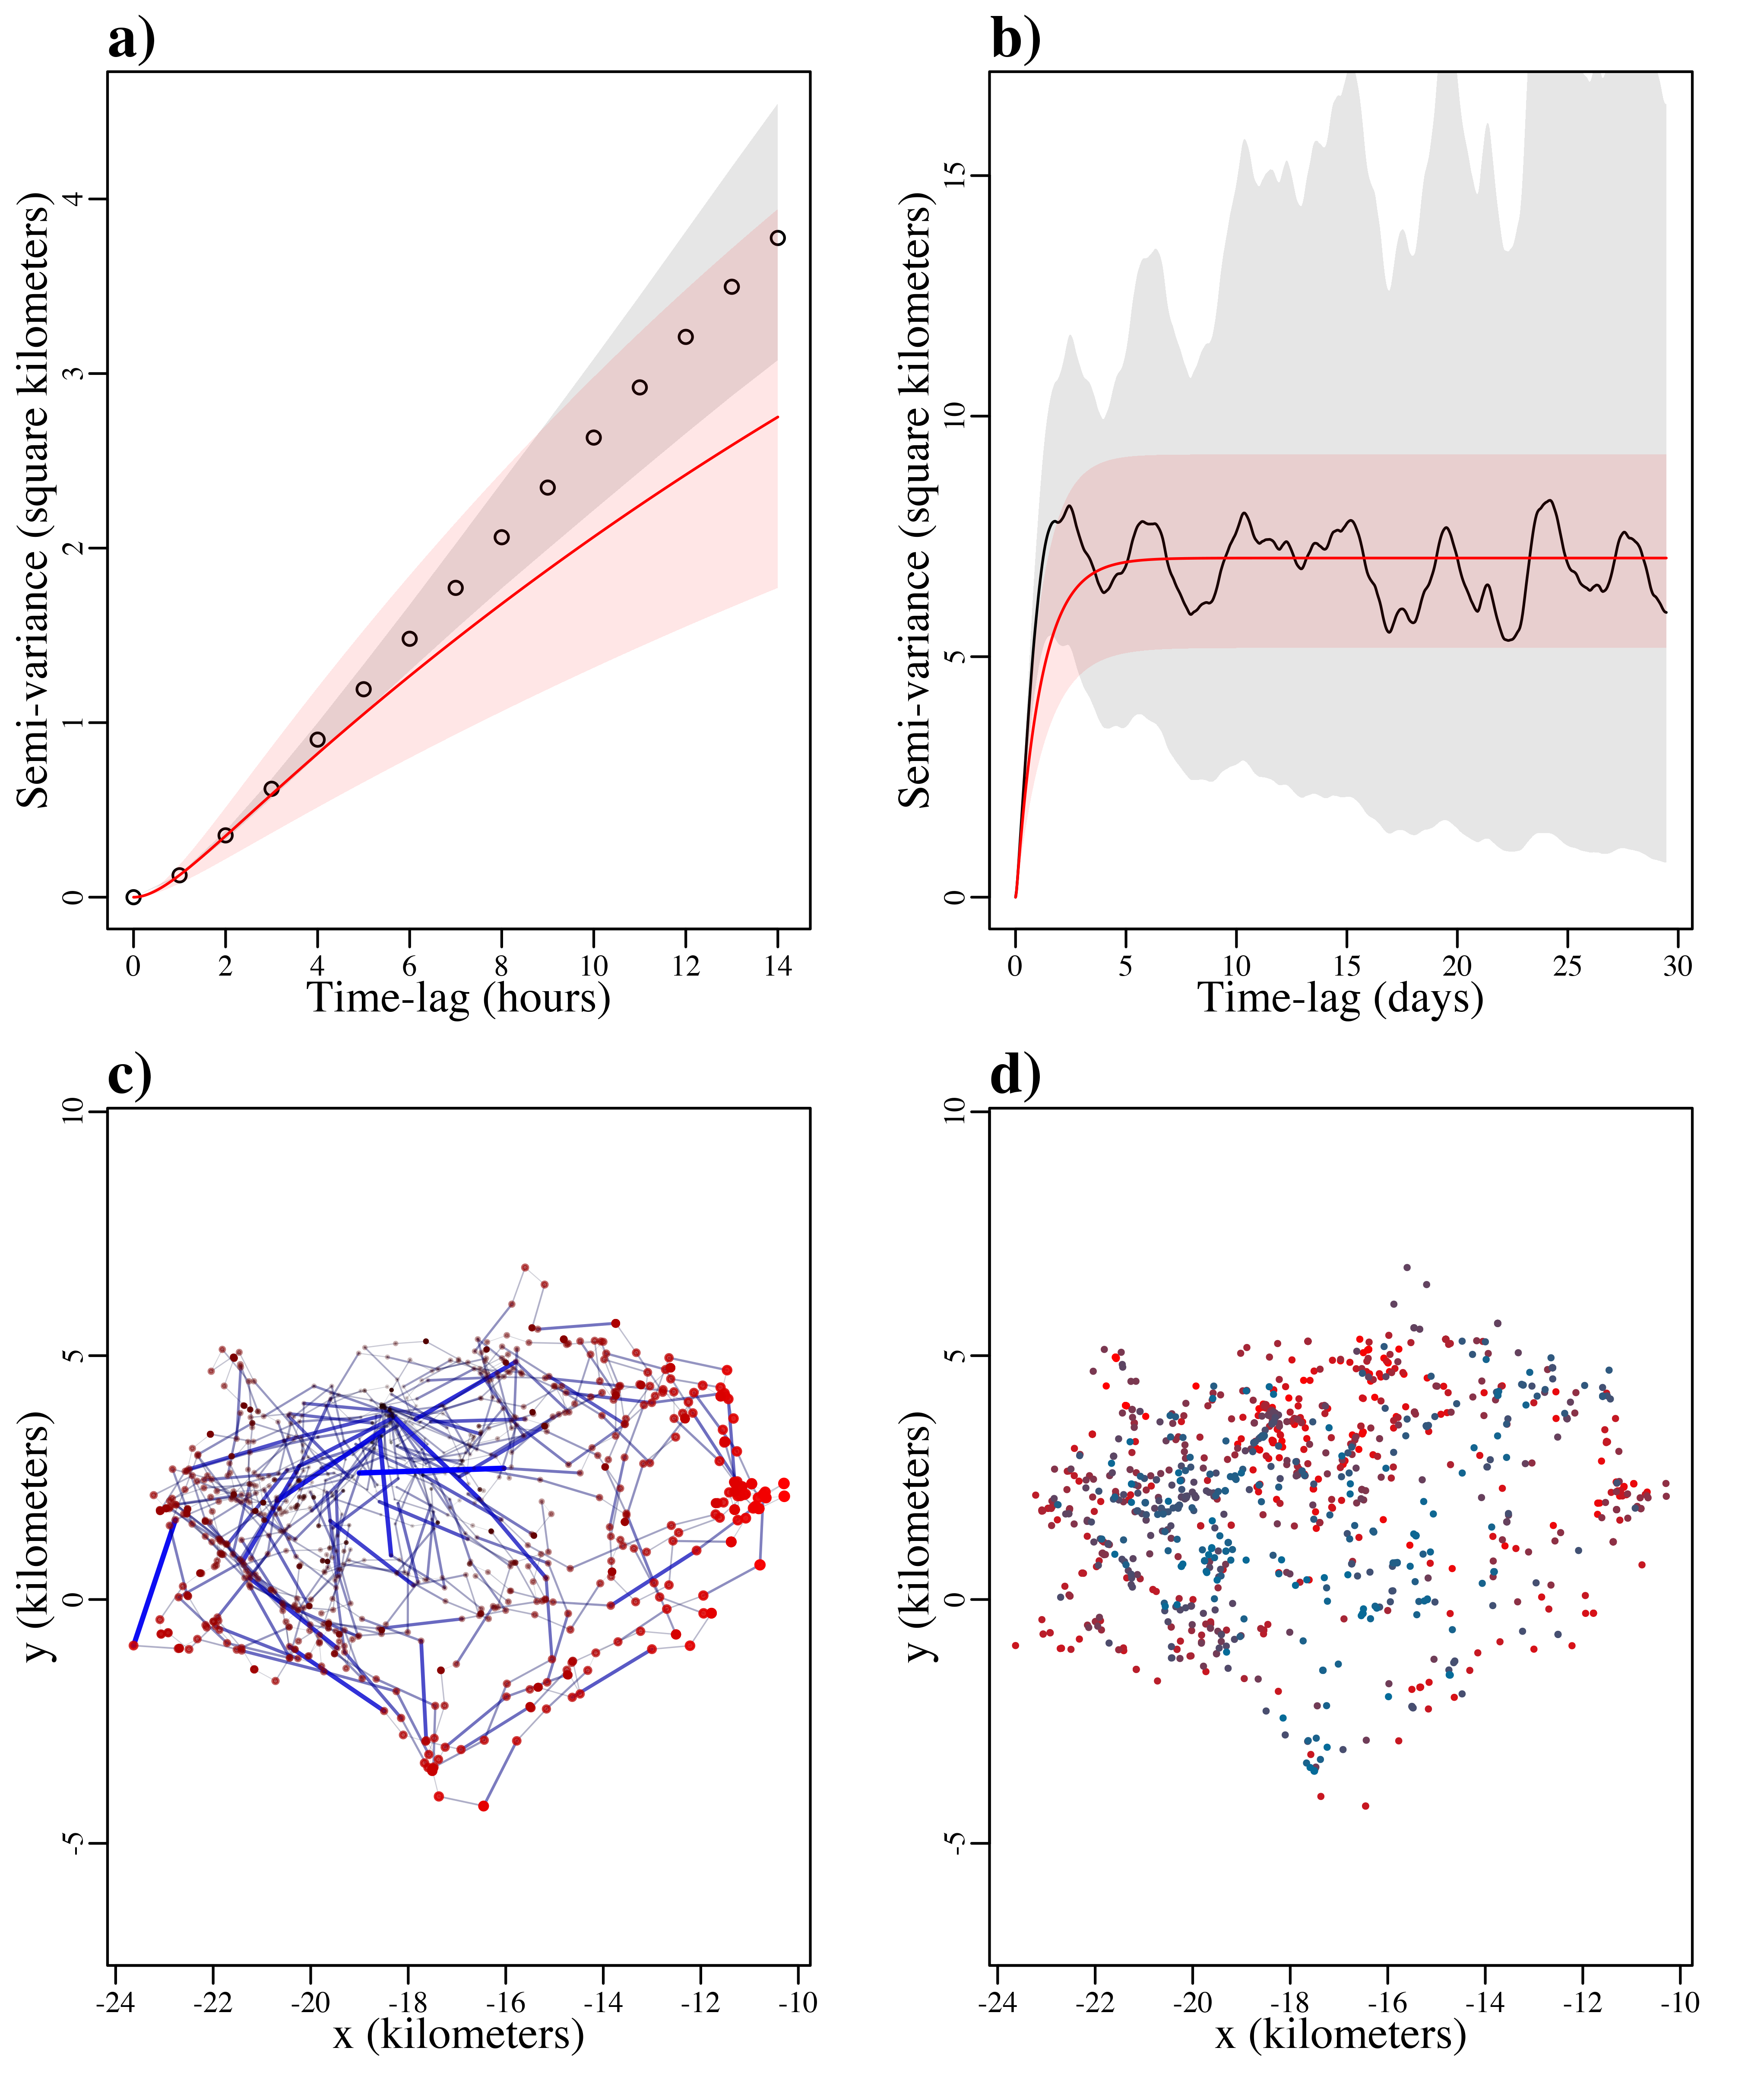 a)
Semi-variance (square kilometers)
4
3
2
1
0
0 2 4 6 8 10 12 14
Time-lag (hours)
b)
Semi-variance (square kilometers)
15
10
5
0
0 5 10 15 20 25 30
Time-lag (days)
c)
y (kilometers)
10
5
0
-5
-24 -22 -20 -18 -16 -14 -12 -10
x (kilometers)
d)
y (kilometers)
10
5
0
-5
-24 -22 -20 -18 -16 -14 -12 -10
x (kilometers)